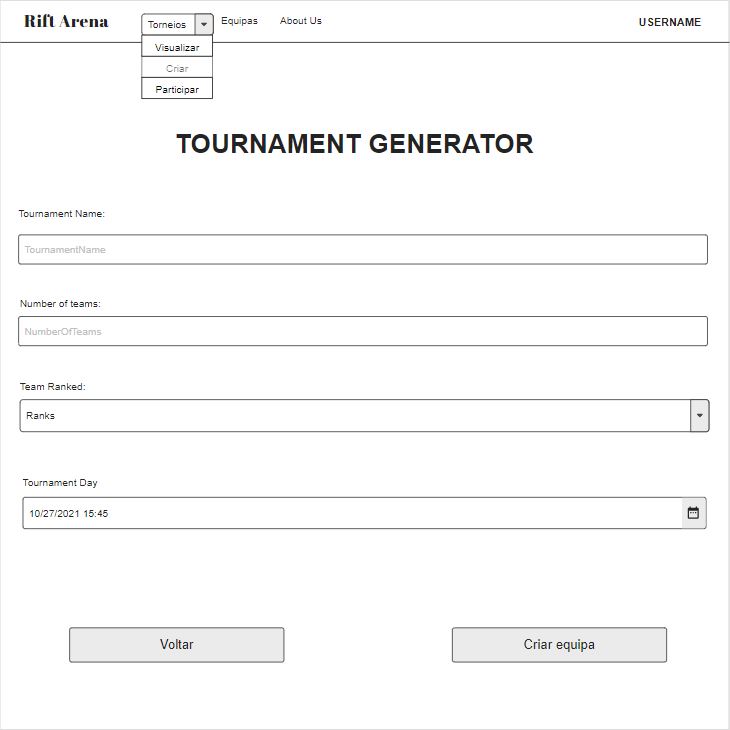 Rift Arena
Torneios
Equipas
About Us
USERNAME
Visualizar
Criar
Participar
TOURNAMENT GENERATOR
Tournament Name:
TournamentName
Number of teams:
NumberOfTeams
Team Ranked:
Ranks
Tournament Day
10/27/2021 15:45
Voltar
Criar equipa